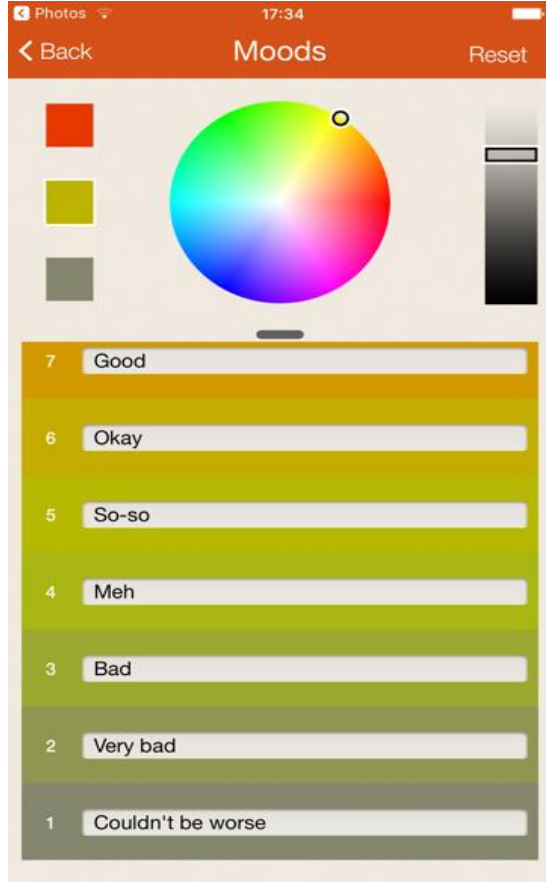 Photos 17:34
Back Moods Reset
7 Good
6 Okay
5 So-so
4 Meh
3 Bad
2 Very bad
1 Couldn't be worse